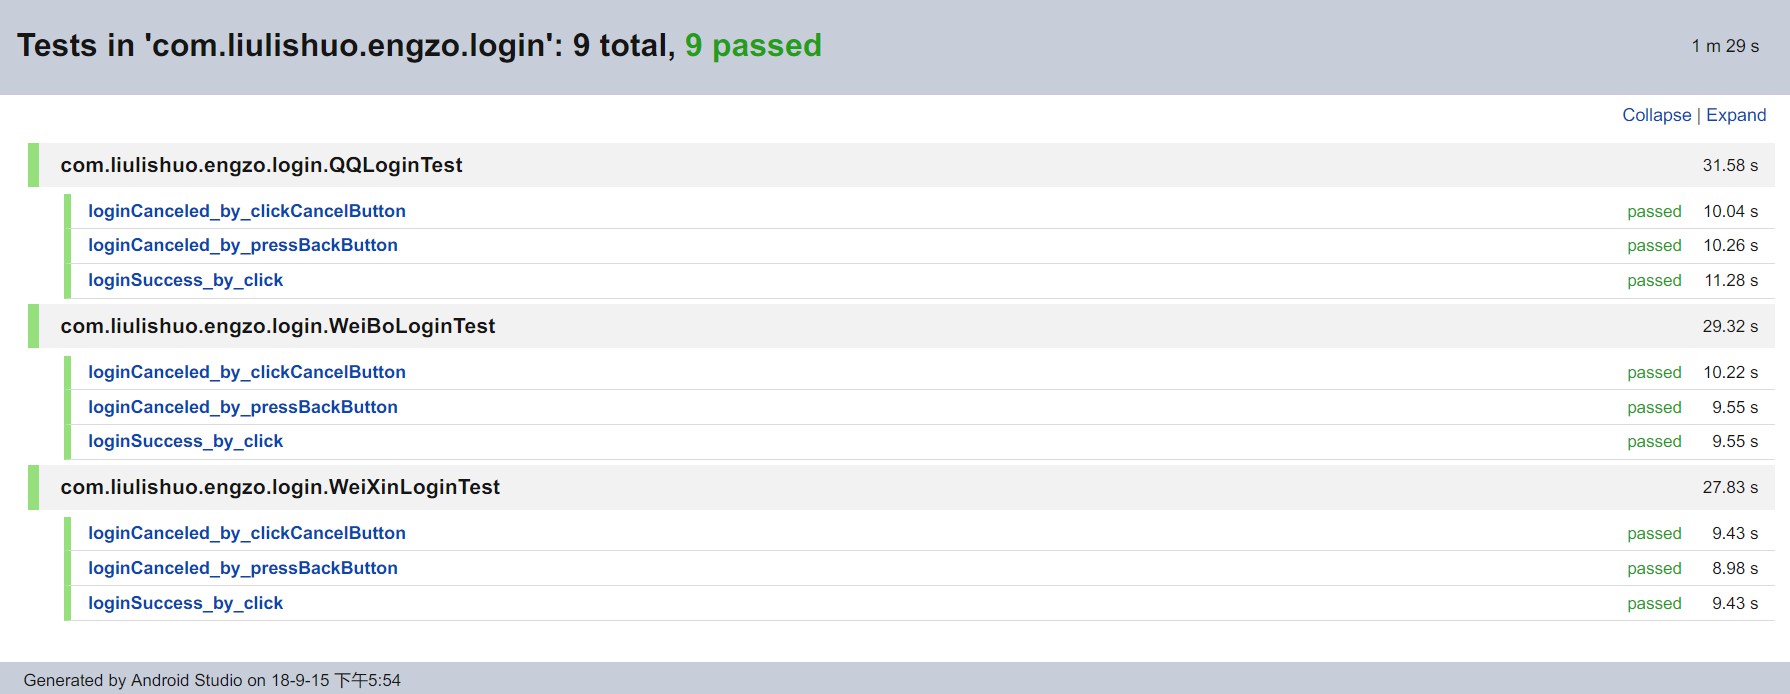 Tests in 'com.liulishuo.engzo.login': 9 total, 9 passed 1 m 29 s
Collapse | Expand
com.liulishuo.engzo.login.QQLoginTest 31.58 s
loginCanceled_by_clickCancelButton passed 10.04 s
loginCanceled_by_pressBackButton passed 10.26 s
loginSuccess_by_click passed 11.28 s
com.liulishuo.engzo.login.WeiBoLoginTest 29.32 s
loginCanceled_by_clickCancelButton passed 10.22 s
loginCanceled_by_pressBackButton passed 9.55 s
loginSuccess_by_click passed 9.55 s
com.liulishuo.engzo.login.WeiXinLoginTest 27.83 s
loginCanceled_by_clickCancelButton passed 9.43 s
loginCanceled_by_pressBackButton passed 8.98 s
loginSuccess_by_click passed 9.43 s
Generated by Android Studio on 18-9-15 下午5:54